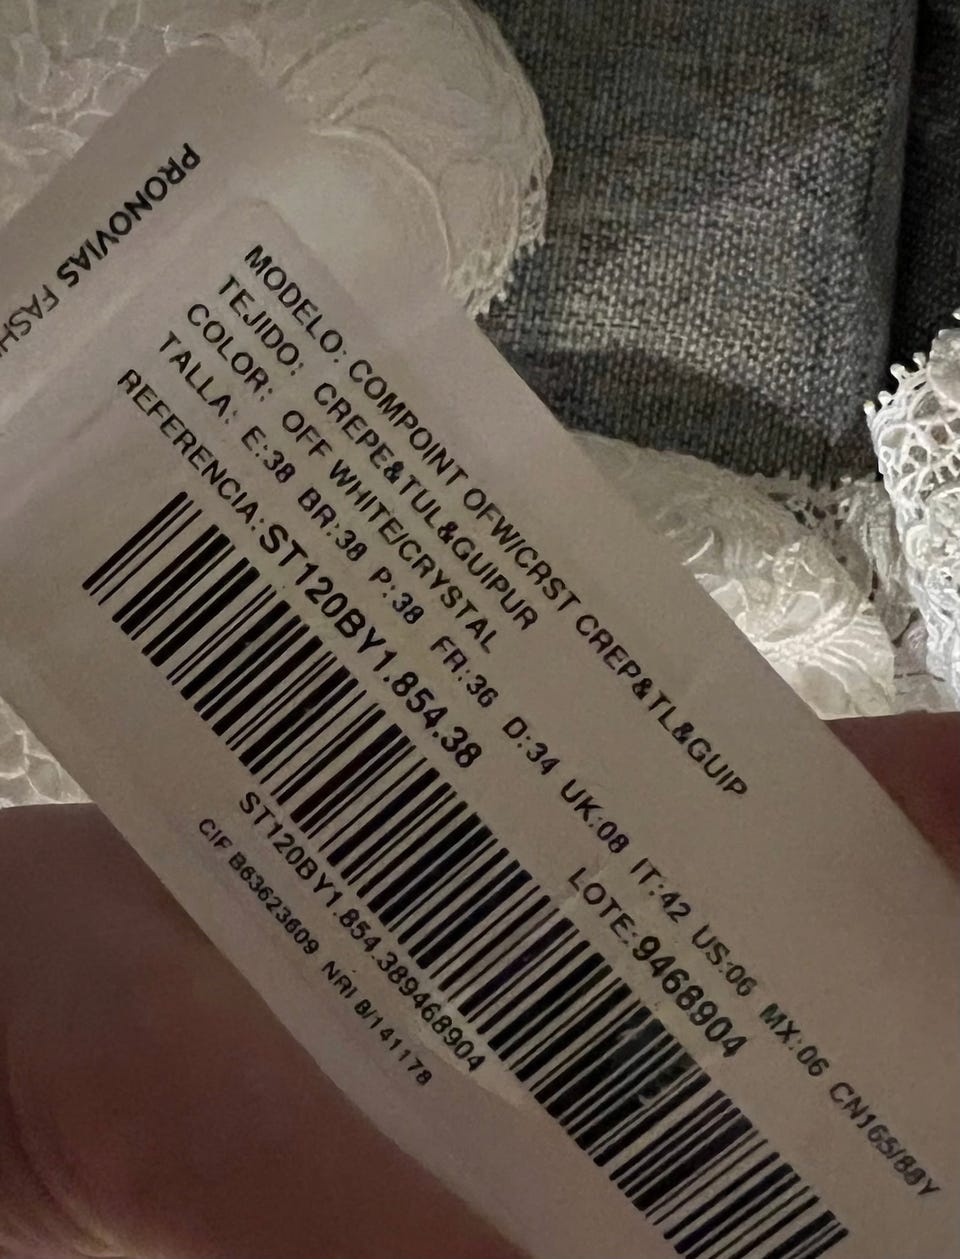 PRONOVIAS
MODELO: COMPOINT OFW/CRST CREP&TL&GUIP
TEJIDO: CREPE&TUL&GUIPUR
COLOR: OFF WHITE/CRYSTAL
TALLA: E:38 BR:38 P:38 FR:36 D:34 UK:08 IT:42 US:06 MX:06 CN165/88Y
REFERENCIA: ST120BY1.854.38 LOTE: 9468904
ST120BY1.854.389468904
CIF B63623609 NRI 8/141178